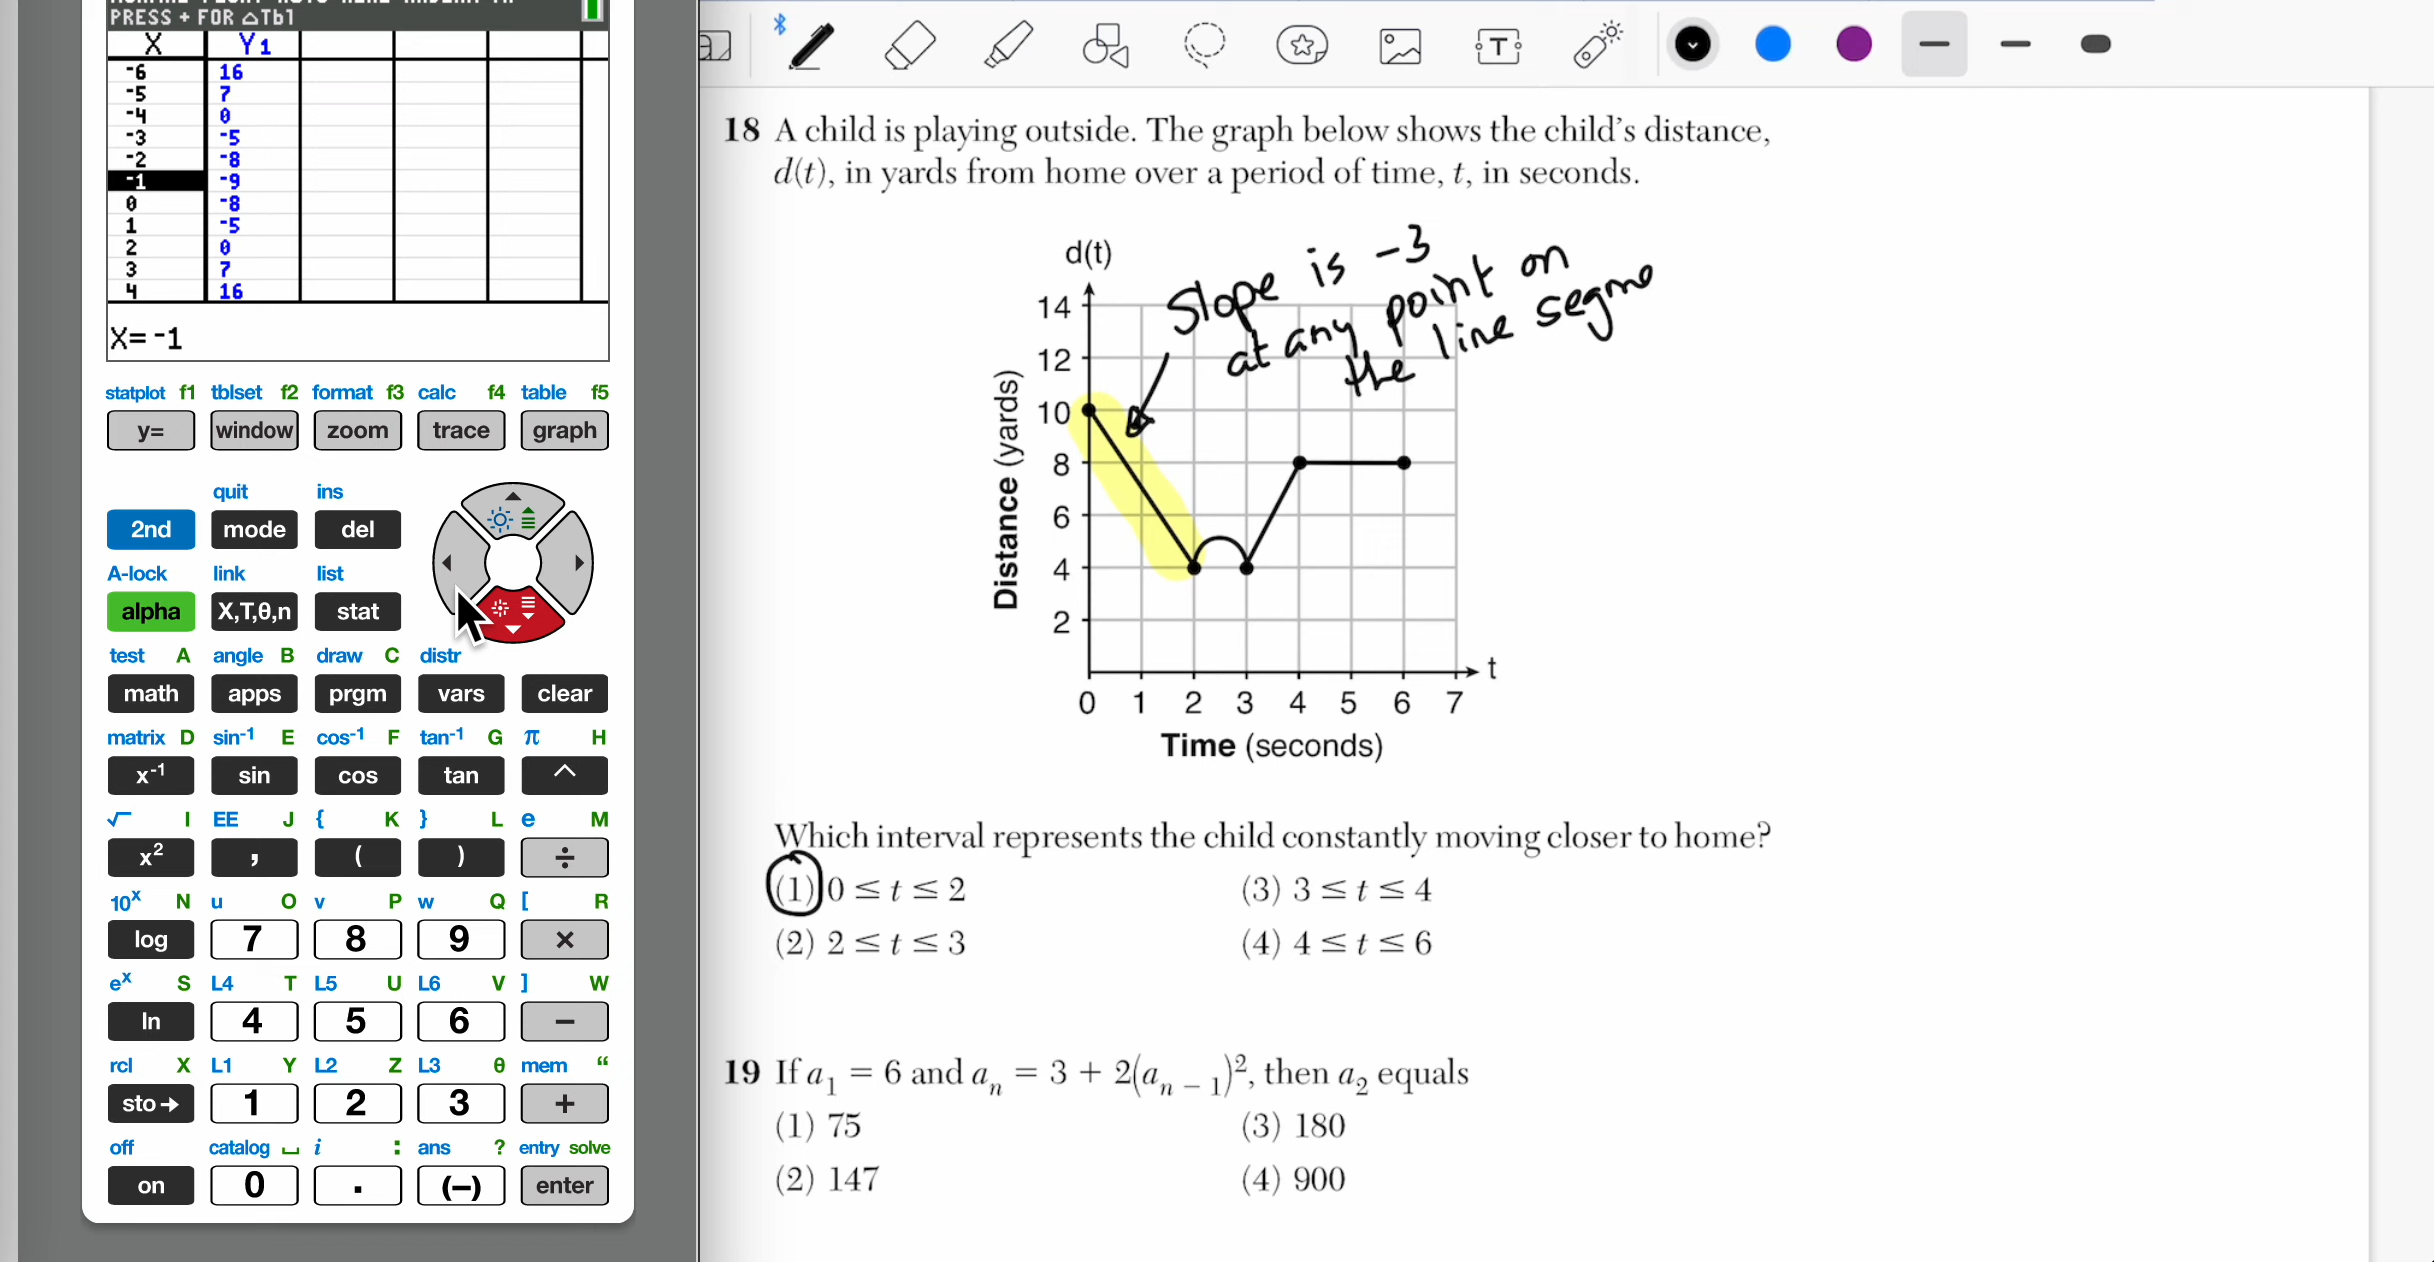 PRESS + FOR △Tbl
X Y1
-6 16
-5 7
-4 0
-3 -5
-2 -8
-1 -9
0 -8
1 -5
2 0
3 7
4 16
X= -1
statplot f1 tblset f2 format f3 calc f4 table f5
y= window zoom trace graph
quit ins
2nd mode del
A-lock link list
alpha X,T,θ,n stat
test A angle B draw C distr
math apps prgm vars clear
matrix D sin⁻¹ E cos⁻¹ F tan⁻¹ G π H
x⁻¹ sin cos tan ^
√ I EE J { K } L e M
x² , ( ) ÷
10ˣ N u O v P w Q [ R
log 7 8 9 ×
eˣ S L4 T L5 U L6 V ] W
ln 4 5 6 −
rcl X L1 Y L2 Z L3 θ mem “
sto→ 1 2 3 +
off catalog ⎵ i : ans ? entry solve
on 0 . (−) enter
T
18 A child is playing outside. The graph below shows the child’s distance,
d(t), in yards from home over a period of time, t, in seconds.
d(t)
Slope is -3
at any point on
the line segme
Distance (yards)
14
12
10
8
6
4
2
t
0 1 2 3 4 5 6 7
Time (seconds)
Which interval represents the child constantly moving closer to home?
(1) 0 ≤ t ≤ 2 (3) 3 ≤ t ≤ 4
(2) 2 ≤ t ≤ 3 (4) 4 ≤ t ≤ 6
19 If a₁ = 6 and aₙ = 3 + 2(aₙ ₋ ₁)², then a₂ equals
(1) 75 (3) 180
(2) 147 (4) 900